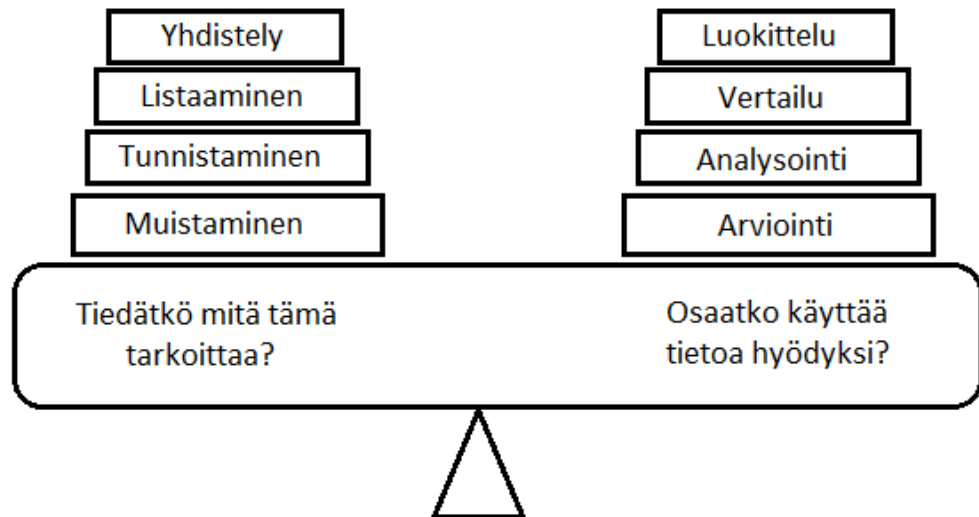 Yhdistely
Listaaminen
Tunnistaminen
Muistaminen
Luokittelu
Vertailu
Analysointi
Arviointi
Tiedätkö mitä tämä
tarkoittaa?
Osaatko käyttää
tietoa hyödyksi?